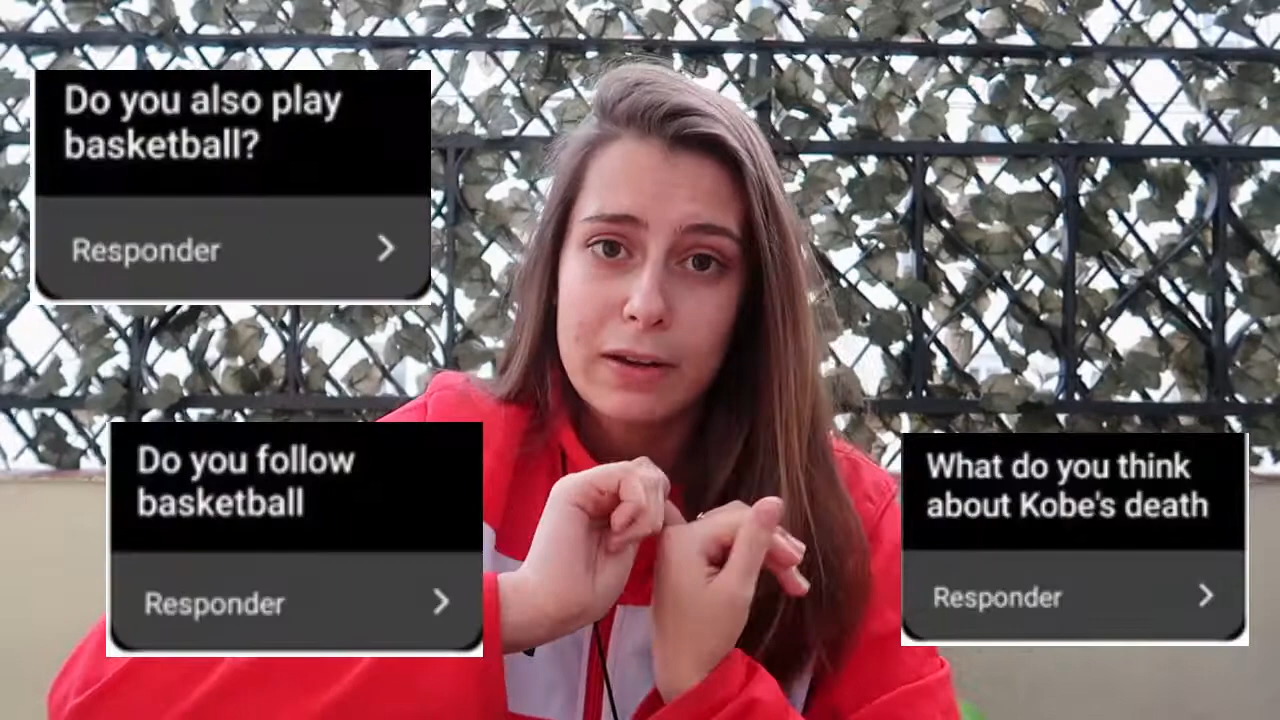 Do you also play
basketball?
Responder
Do you follow
basketball
Responder
What do you think
about Kobe's death
Responder